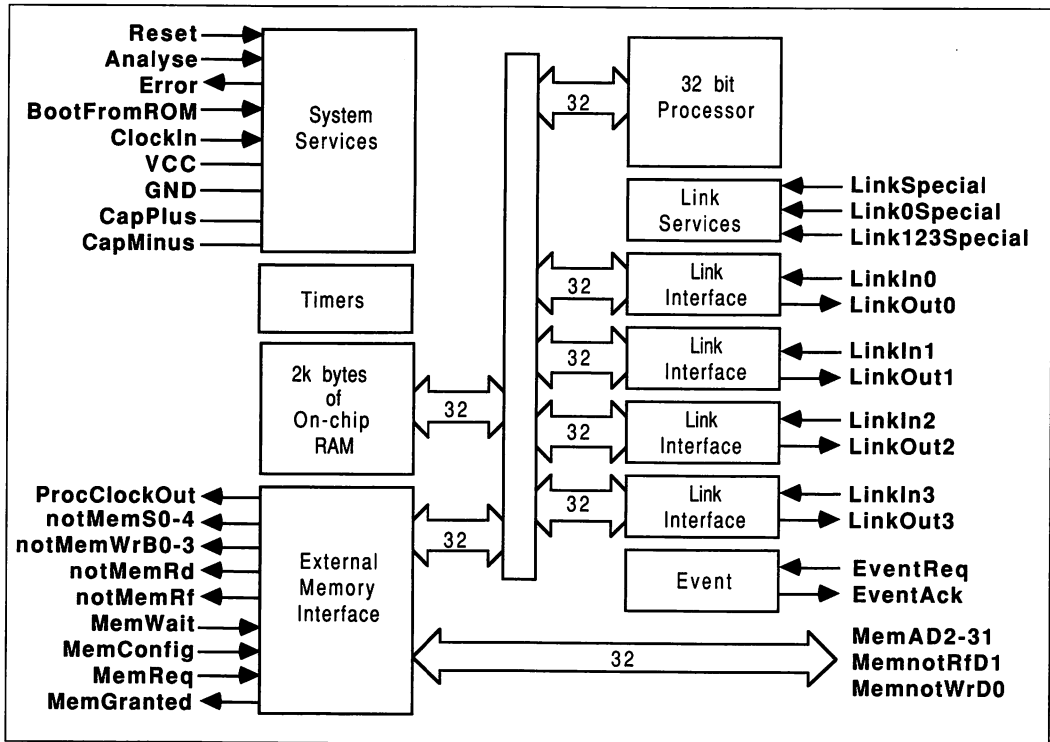 Reset
Analyse
Error
BootFromROM
ClockIn
VCC
GND
CapPlus
CapMinus
System
Services
Timers
2k bytes
of
On-chip
RAM
32
ProcClockOut
notMemS0-4
notMemWrB0-3
notMemRd
notMemRf
MemWait
MemConfig
MemReq
MemGranted
External
Memory
Interface
32
32
32 bit
Processor
32
Link
Services
LinkSpecial
Link0Special
Link123Special
32
Link
Interface
LinkIn0
LinkOut0
32
Link
Interface
LinkIn1
LinkOut1
32
Link
Interface
LinkIn2
LinkOut2
32
Link
Interface
LinkIn3
LinkOut3
Event
EventReq
EventAck
MemAD2-31
MemnotRfD1
MemnotWrD0